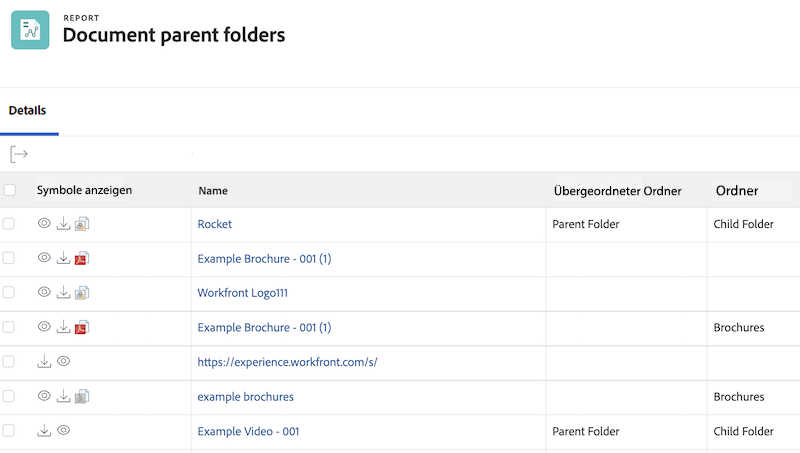 REPORT
Document parent folders
Details
Symbole anzeigen Name Übergeordneter Ordner Ordner
Rocket Parent Folder Child Folder
Example Brochure - 001 (1)
Workfront Logo111
Example Brochure - 001 (1) Brochures
https://experience.workfront.com/s/
example brochures Brochures
Example Video - 001 Parent Folder Child Folder